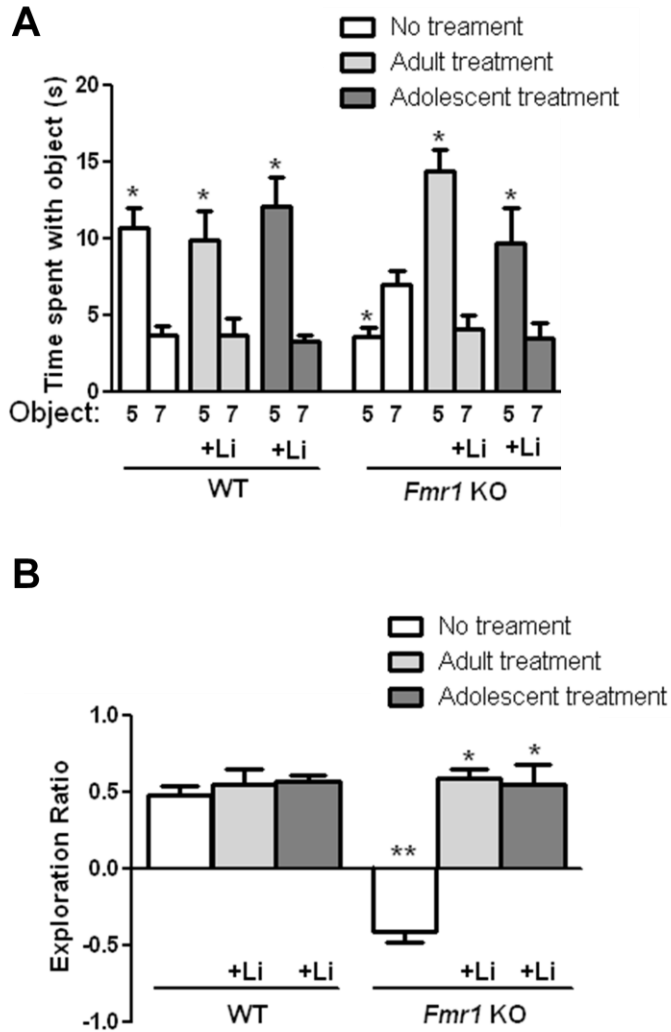 A
No treament
Adult treatment
Adolescent treatment
Time spent with object (s)
20
15
10
5
0
* * * * * *
Object: 5 7 5 7 5 7 5 7 5 7 5 7
+Li +Li +Li +Li
WT Fmr1 KO
B
No treament
Adult treatment
Adolescent treatment
Exploration Ratio
1.0
0.5
0.0
-0.5
-1.0
** * *
+Li +Li +Li +Li
WT Fmr1 KO